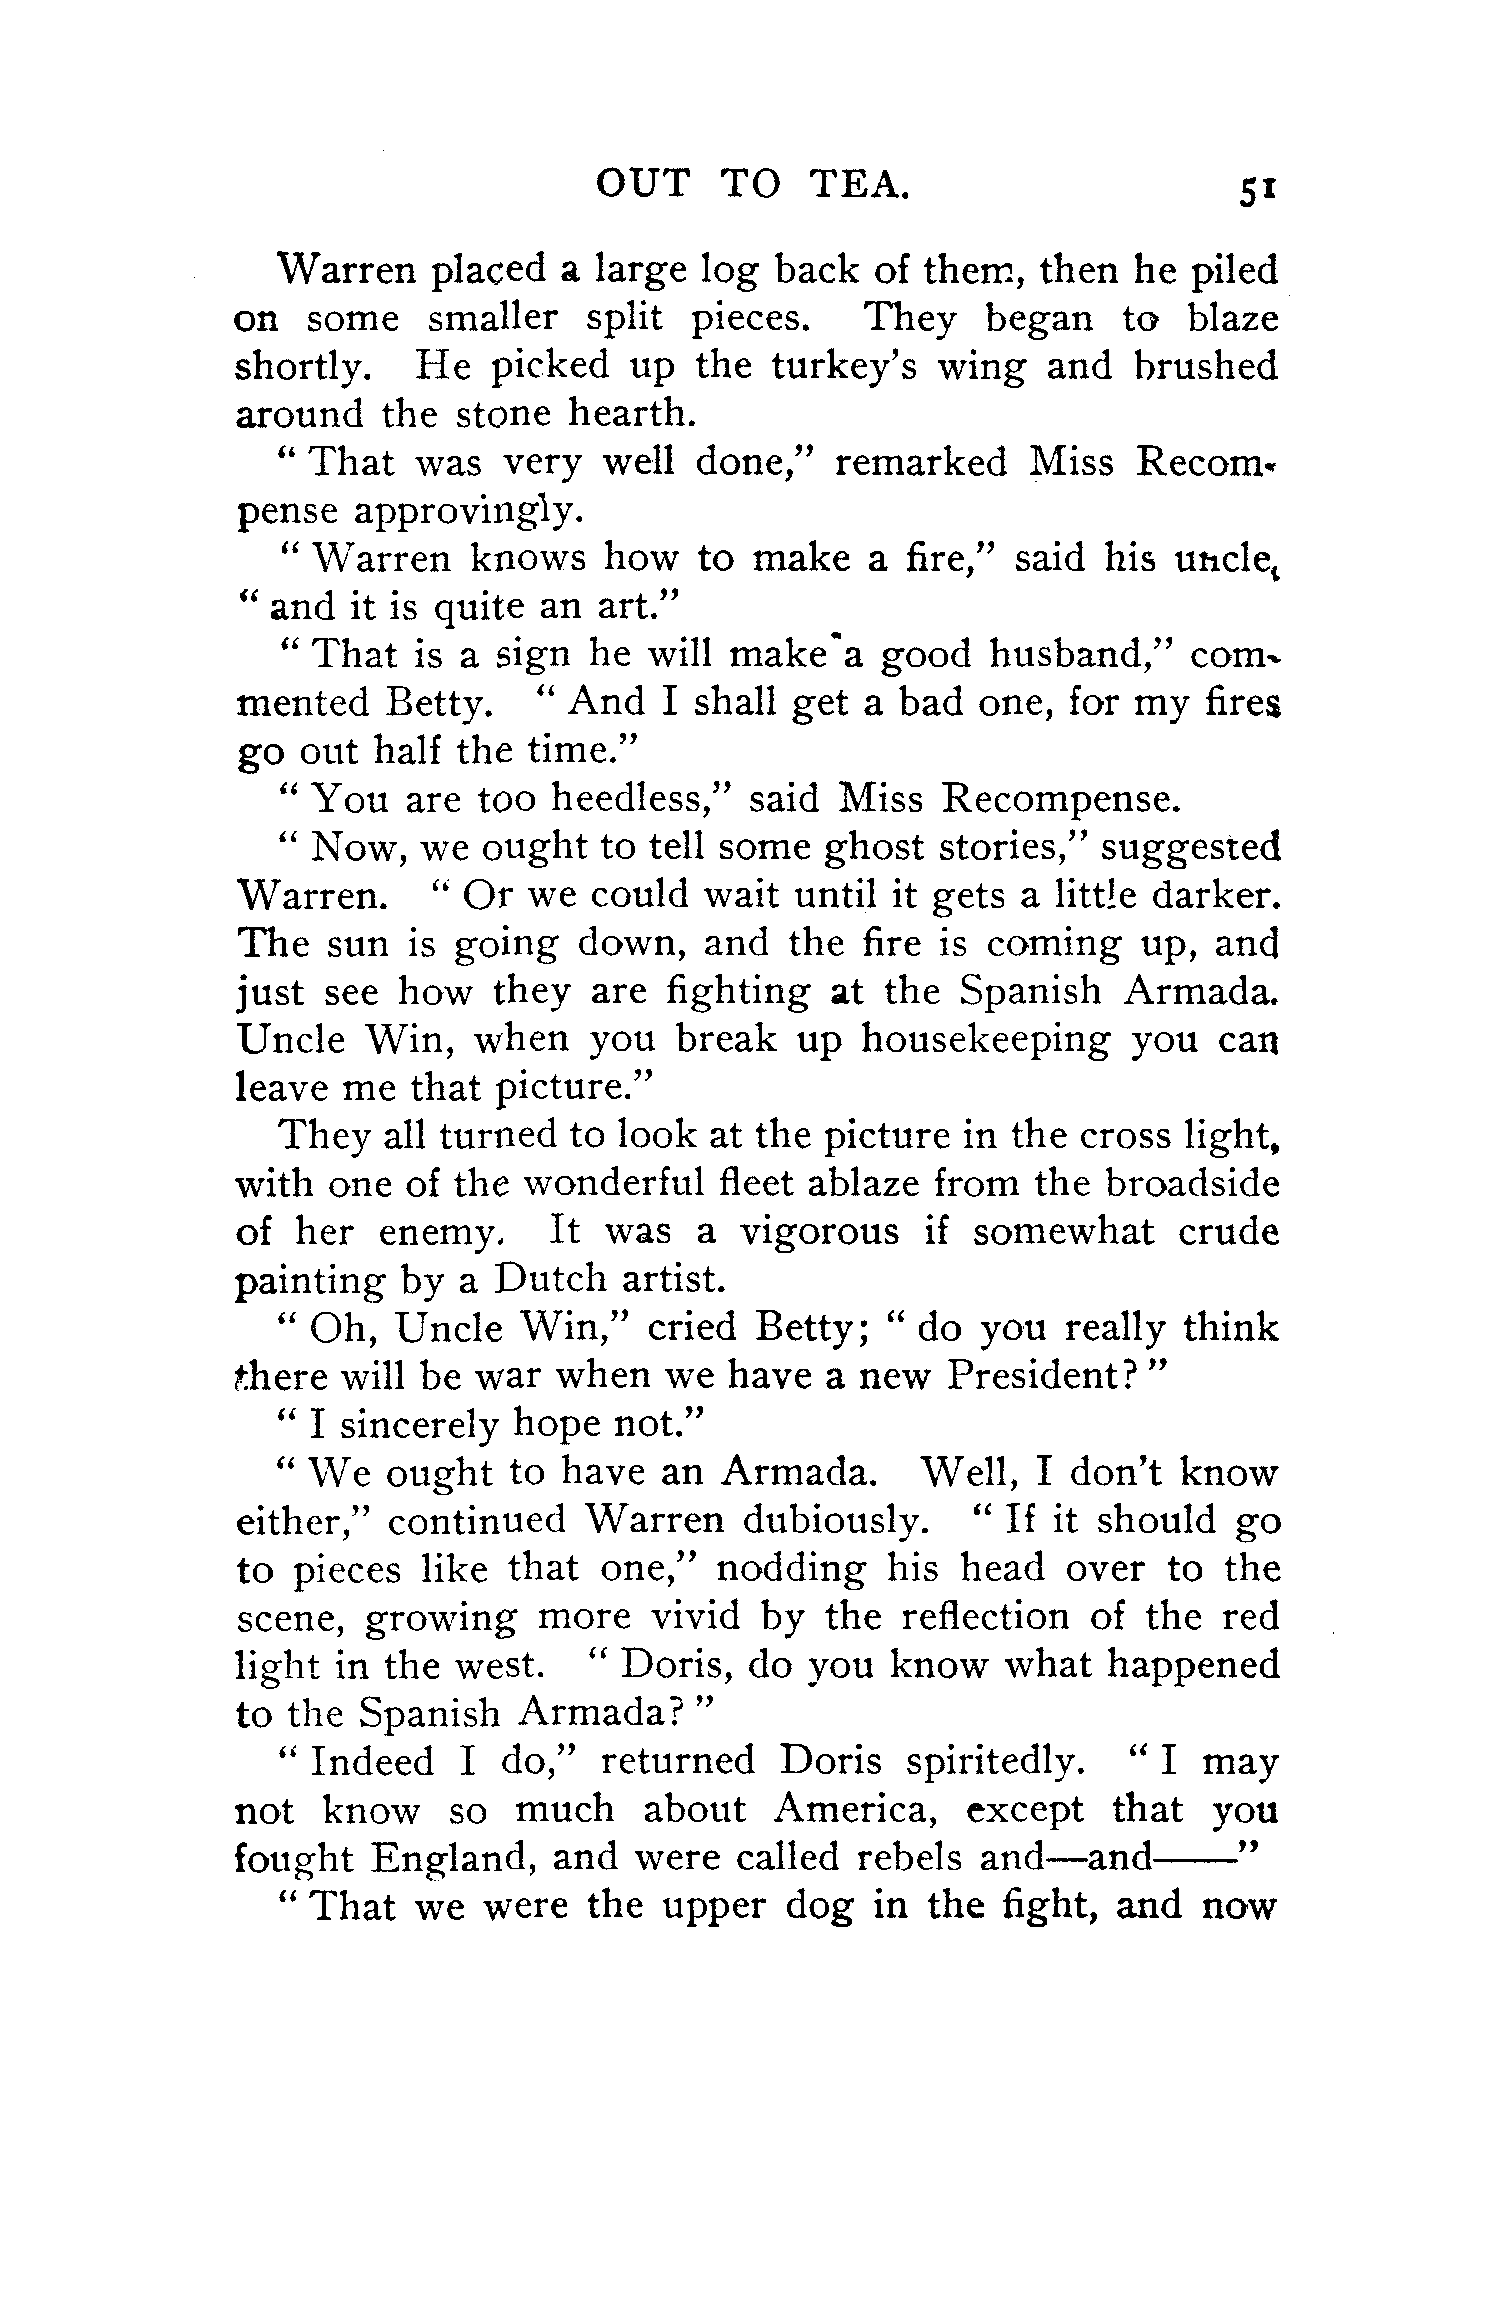 OUT TO TEA. 51
Warren placed a large log back of them, then he piled
on some smaller split pieces. They began to blaze
shortly. He picked up the turkey's wing and brushed
around the stone hearth.
“ That was very well done,” remarked Miss Recom-
pense approvingly.
“ Warren knows how to make a fire,” said his uncle,
“ and it is quite an art.”
“ That is a sign he will make a good husband,” com-
mented Betty. “ And I shall get a bad one, for my fires
go out half the time.”
“ You are too heedless,” said Miss Recompense.
“ Now, we ought to tell some ghost stories,” suggested
Warren. “ Or we could wait until it gets a little darker.
The sun is going down, and the fire is coming up, and
just see how they are fighting at the Spanish Armada.
Uncle Win, when you break up housekeeping you can
leave me that picture.”
They all turned to look at the picture in the cross light,
with one of the wonderful fleet ablaze from the broadside
of her enemy. It was a vigorous if somewhat crude
painting by a Dutch artist.
“ Oh, Uncle Win,” cried Betty; “ do you really think
there will be war when we have a new President? ”
“ I sincerely hope not.”
“ We ought to have an Armada. Well, I don't know
either,” continued Warren dubiously. “ If it should go
to pieces like that one,” nodding his head over to the
scene, growing more vivid by the reflection of the red
light in the west. “ Doris, do you know what happened
to the Spanish Armada? ”
“ Indeed I do,” returned Doris spiritedly. “ I may
not know so much about America, except that you
fought England, and were called rebels and—and——”
“ That we were the upper dog in the fight, and now